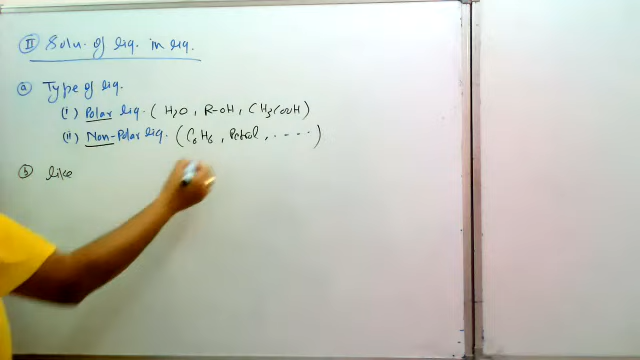 II Soln. of liq. in liq.
a Type of liq.
(i) Polar liq. ( H2O , R-OH , CH3COOH )
(ii) Non-Polar liq. ( C6H6 , Petrol , ---- )
b like